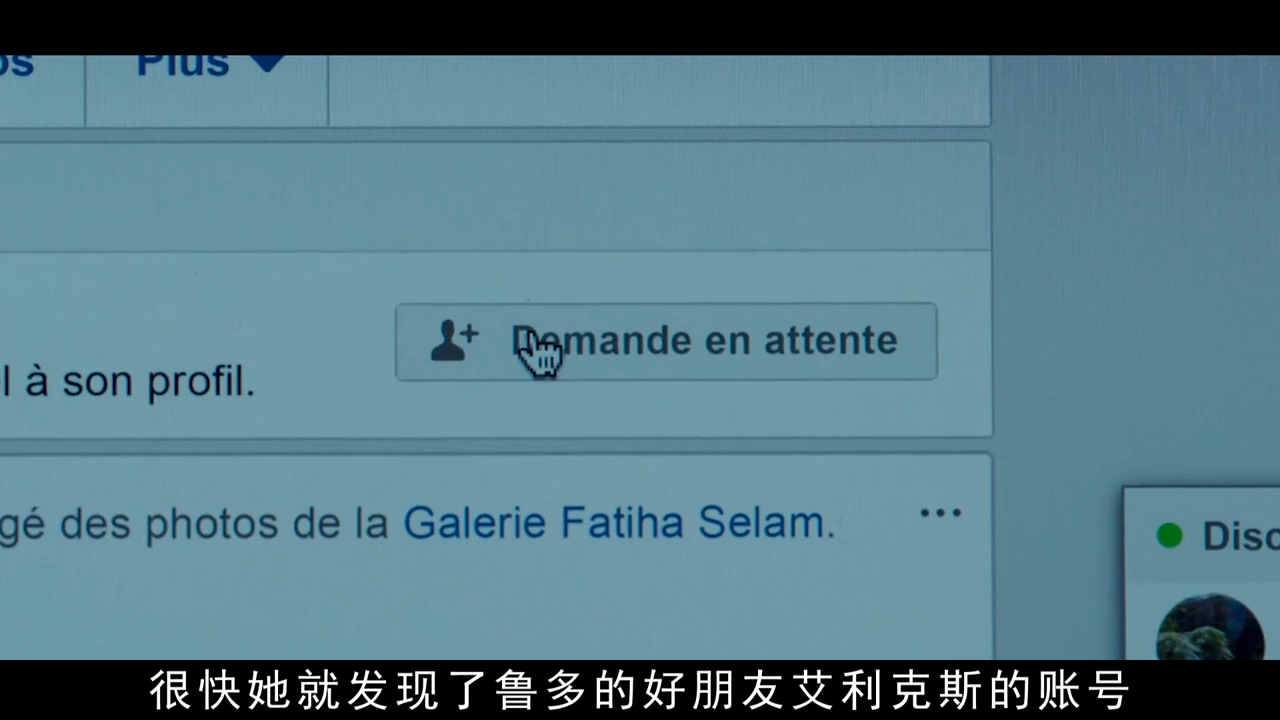 Plus
Demande en attente
l à son profil.
gé des photos de la Galerie Fatiha Selam.
很快她就发现了鲁多的好朋友艾利克斯的账号